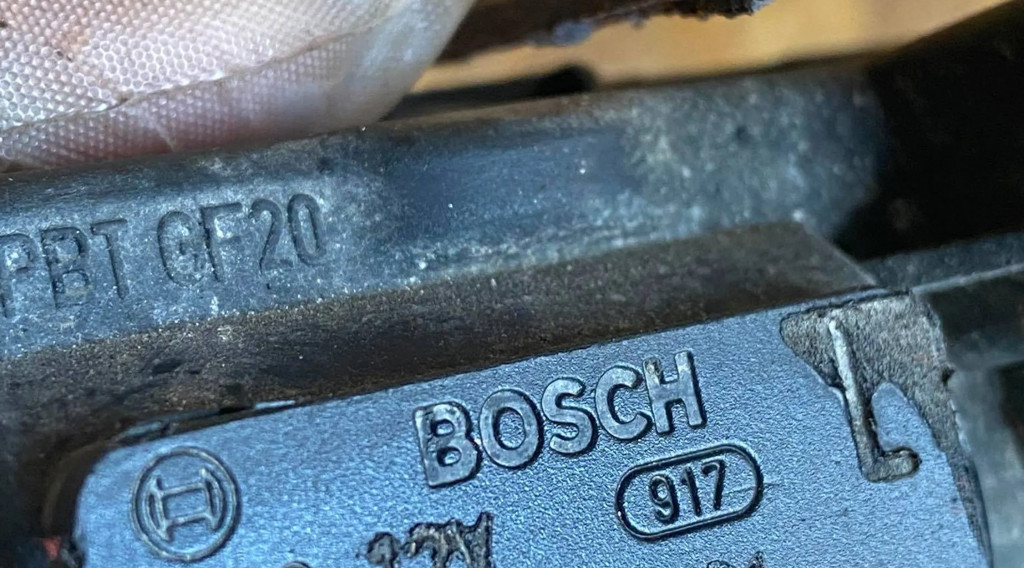 PBT GF20
BOSCH
917
L